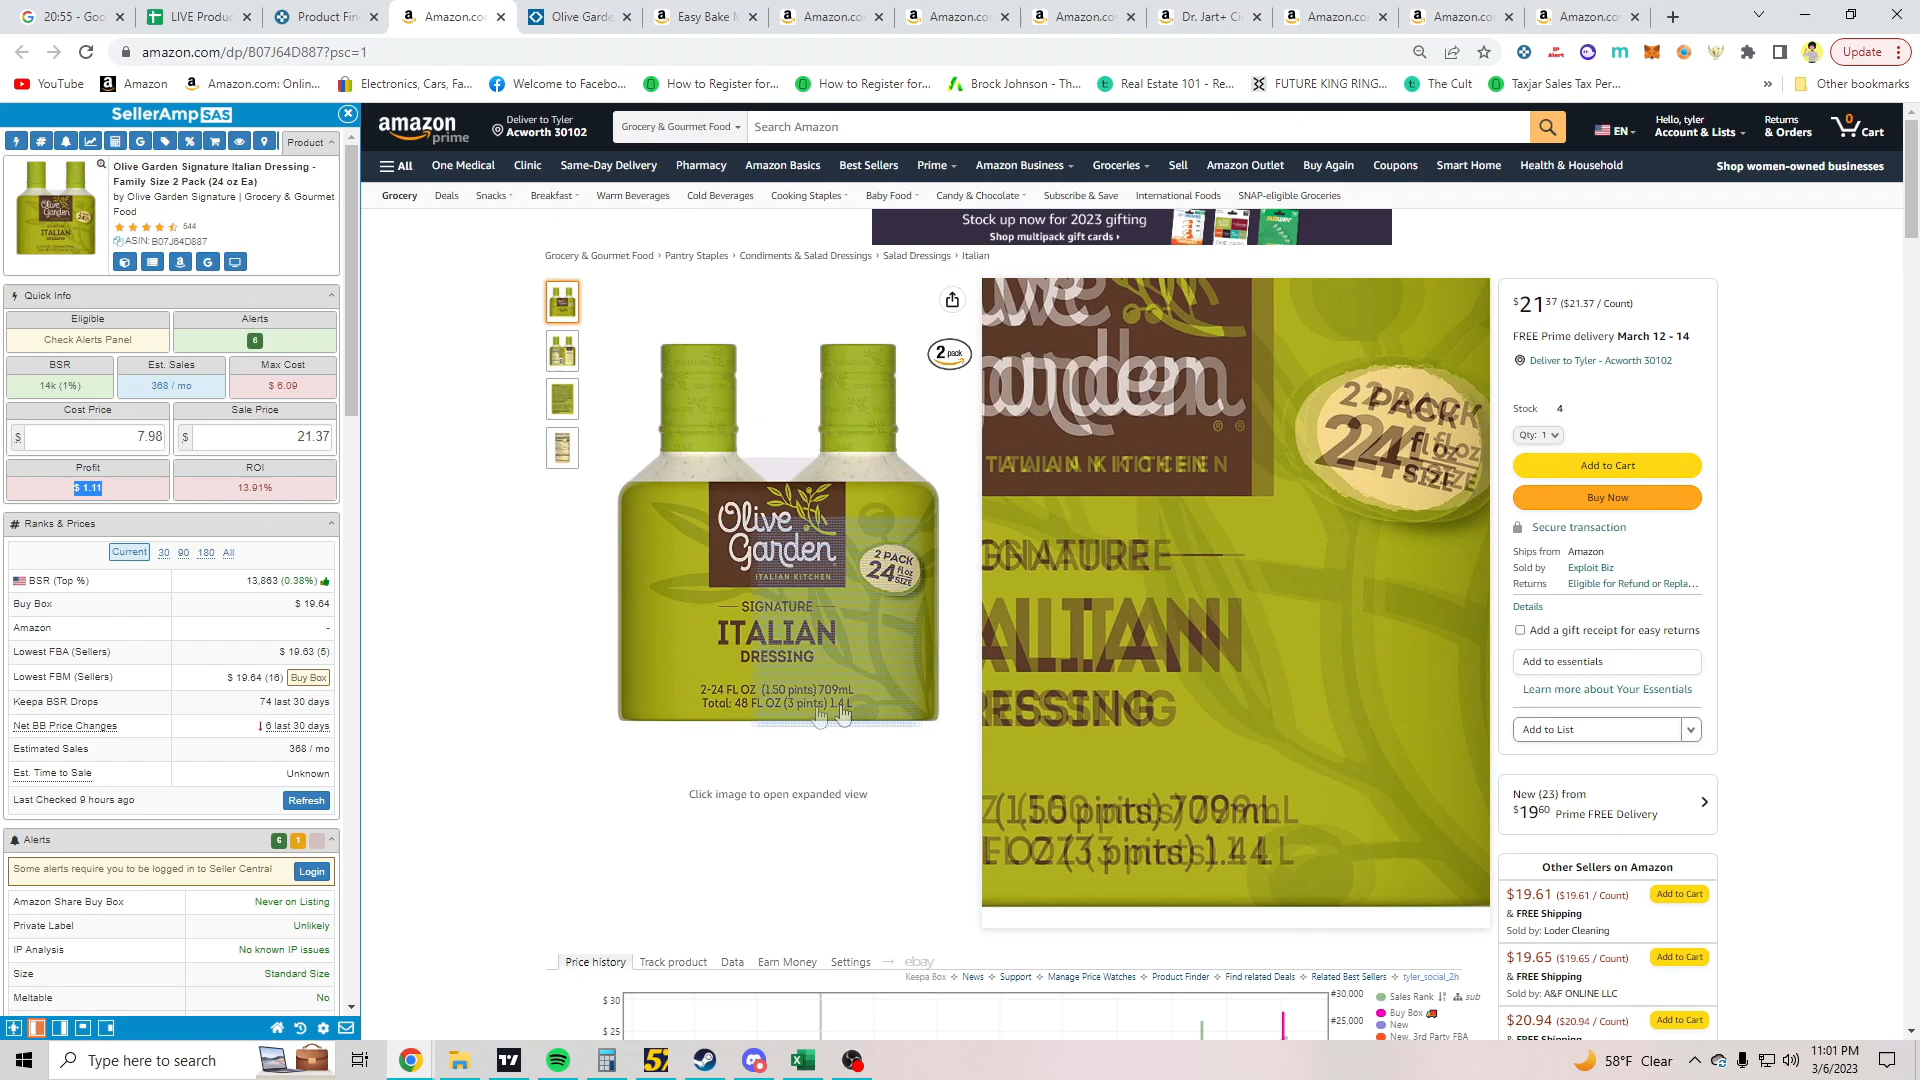 20:55 - Goo
LIVE Produc
Product Fin
Amazon.com
Olive Garde
Easy Bake M
Amazon.co
Amazon.co
Amazon.co
Dr. Jart+ Ci
Amazon.co
Amazon.co
Amazon.co
amazon.com/dp/B07J64D887?psc=1
Update
YouTube
Amazon
Amazon.com: Onlin...
Electronics, Cars, Fa...
Welcome to Facebo...
How to Register for...
How to Register for...
Brock Johnson - Th...
Real Estate 101 - Re...
FUTURE KING RING...
The Cult
Taxjar Sales Tax Per...
» Other bookmarks
SellerAmp SAS
Product
Olive Garden Signature Italian Dressing -
Family Size 2 Pack (24 oz Ea)
by Olive Garden Signature | Grocery & Gourmet
Food
544
ASIN: B07J64D887
Quick Info
Eligible Alerts
Check Alerts Panel 6
BSR Est. Sales Max Cost
14k (1%) 368 / mo $ 6.09
Cost Price Sale Price
$ 7.98 $ 21.37
Profit ROI
$ 1.11 13.91%
# Ranks & Prices
Current 30 90 180 All
BSR (Top %) 13,863 (0.38%)
Buy Box $ 19.64
Amazon -
Lowest FBA (Sellers) $ 19.63 (5)
Lowest FBM (Sellers) $ 19.64 (16) Buy Box
Keepa BSR Drops 74 last 30 days
Net BB Price Changes 6 last 30 days
Estimated Sales 368 / mo
Est. Time to Sale Unknown
Last Checked 9 hours ago Refresh
Alerts 6 1
Some alerts require you to be logged in to Seller Central Login
Amazon Share Buy Box Never on Listing
Private Label Unlikely
IP Analysis No known IP issues
Size Standard Size
Meltable No
amazon prime
Deliver to Tyler
Acworth 30102
Grocery & Gourmet Food
Search Amazon
EN
Hello, tyler
Account & Lists
Returns
& Orders
0
Cart
All One Medical Clinic Same-Day Delivery Pharmacy Amazon Basics Best Sellers Prime Amazon Business Groceries Sell Amazon Outlet Buy Again Coupons Smart Home Health & Household
Shop women-owned businesses
Grocery Deals Snacks Breakfast Warm Beverages Cold Beverages Cooking Staples Baby Food Candy & Chocolate Subscribe & Save International Foods SNAP-eligible Groceries
Stock up now for 2023 gifting
Shop multipack gift cards
Grocery & Gourmet Food › Pantry Staples › Condiments & Salad Dressings › Salad Dressings › Italian
2
pack
Olive
Garden
ITALIAN KITCHEN
2 PACK
24 fl oz
SIZE
SIGNATURE
ITALIAN
DRESSING
2-24 FL OZ (1.50 pints) 709mL
Total: 48 FL OZ (3 pints) 1.4 L
Click image to open expanded view
$21.37 ($21.37 / Count)
FREE Prime delivery March 12 - 14
Deliver to Tyler - Acworth 30102
Stock 4
Qty: 1
Add to Cart
Buy Now
Secure transaction
Ships from Amazon
Sold by Exploit Biz
Returns Eligible for Refund or Repla...
Details
Add a gift receipt for easy returns
Add to essentials
Learn more about Your Essentials
Add to List
New (23) from
$19.60 Prime FREE Delivery
Other Sellers on Amazon
$19.61 ($19.61 / Count) Add to Cart
& FREE Shipping
Sold by: Loder Cleaning
$19.65 ($19.65 / Count) Add to Cart
& FREE Shipping
Sold by: A&F ONLINE LLC
$20.94 ($20.94 / Count) Add to Cart
Price history Track product Data Earn Money Settings → ebay
Keepa Box News Support Manage Price Watches Product Finder Find related Deals Related Best Sellers tyler_social_2h
$ 30
$ 25
#30,000
#25,000
Sales Rank sub
Buy Box
New
New, 3rd Party FBA
Type here to search
58°F Clear
11:01 PM
3/6/2023